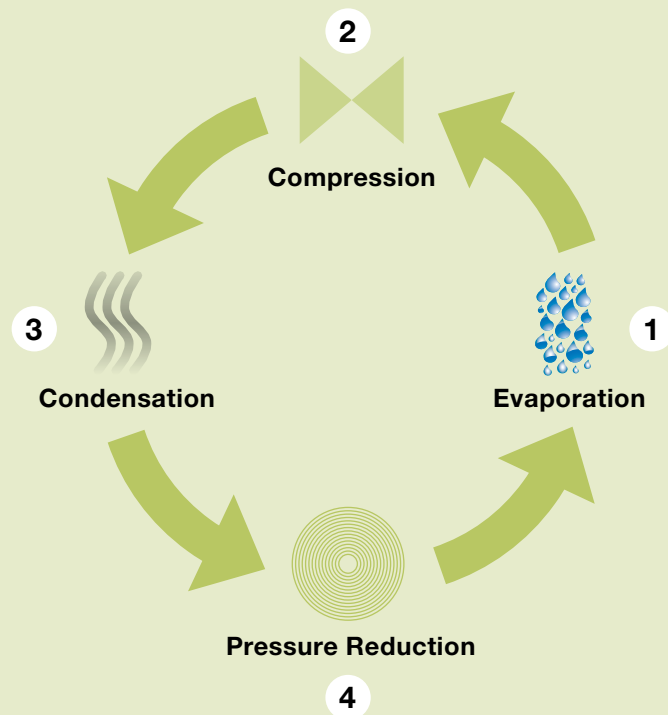 2
Compression
3
1
Condensation
Evaporation
Pressure Reduction
4